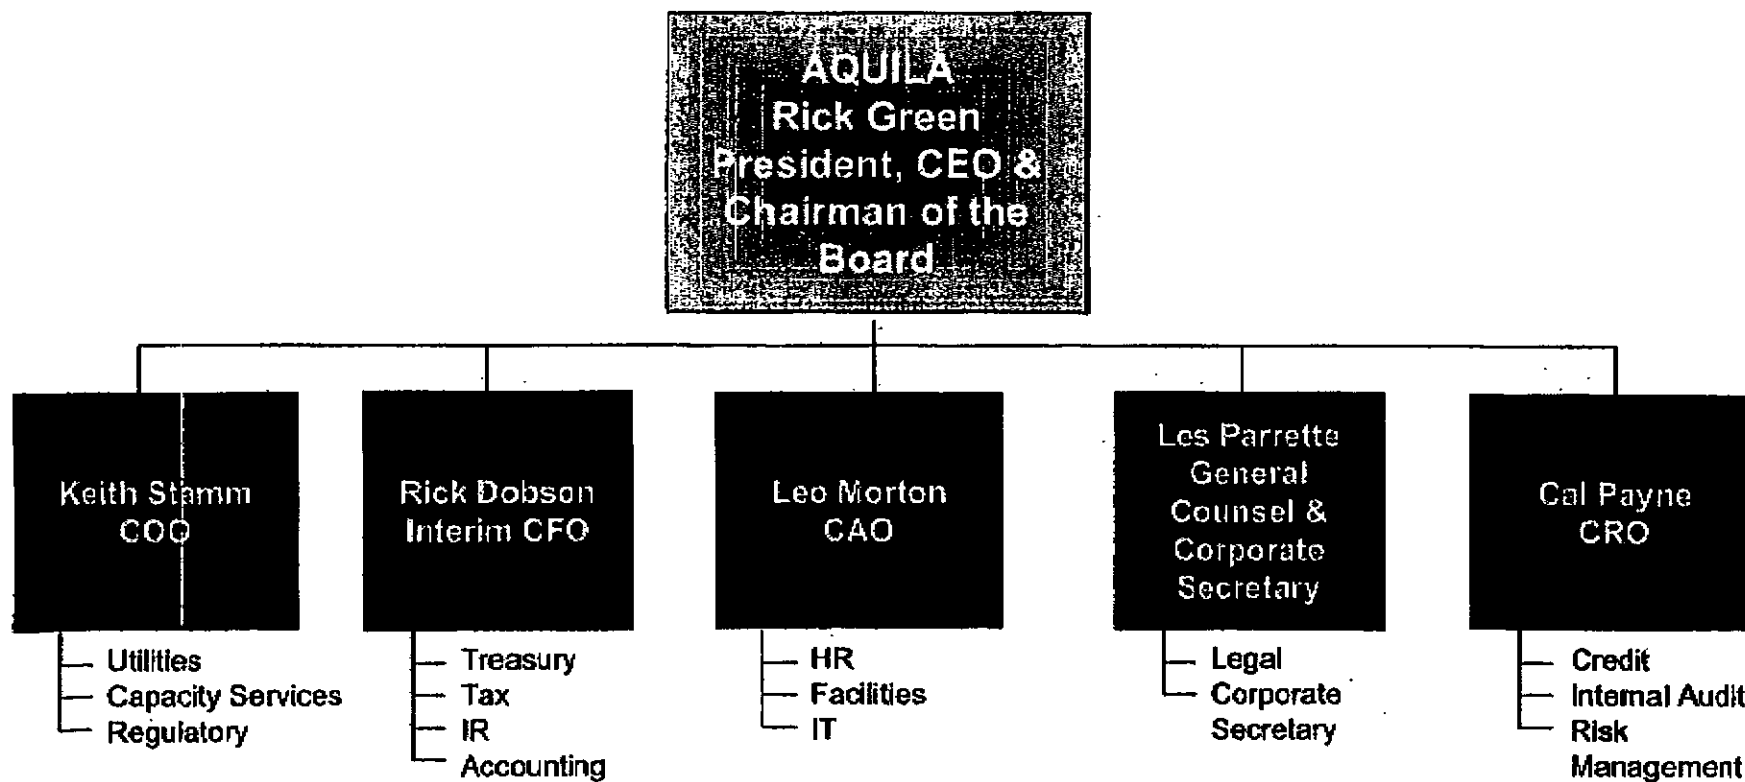 AQUILA
Rick Green
President, CEO &
Chairman of the
Board
Keith Stamm
COO
Rick Dobson
Interim CFO
Leo Morton
CAO
Les Parrette
General
Counsel &
Corporate
Secretary
Cal Payne
CRO
Utilities
Capacity Services
Regulatory
Treasury
Tax
IR
Accounting
HR
Facilities
IT
Legal
Corporate
Secretary
Credit
Internal Audit
Risk
Management